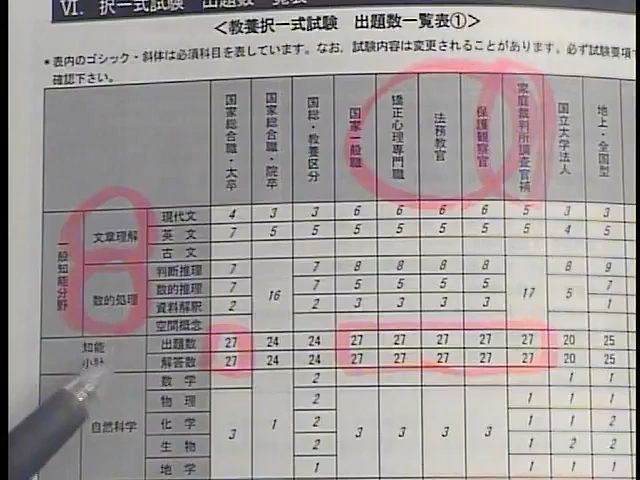 Ⅵ. 択一式試験 出題数一覧表
＜教養択一式試験 出題数一覧表①＞
＊表内のゴシック・斜体は必須科目を表しています。なお、試験内容は変更されることがあります。必ず試験要項で
確認下さい。
国家総合職・大卒 国家総合職・院卒 国総・教養区分 国家一般職 矯正心理専門職 法務教官 保護観察官 家庭裁判所調査官補 国立大学法人 地上・全国型
一般知能分野
文章理解
現代文 4 3 3 6 6 6 6 5 3 3
英文 7 5 5 5 5 5 5 5 4 5
古文
数的処理
判断推理 7 16 7 8 8 8 8 17 8 9
数的推理 7 7 5 5 5 5 5 7
資料解釈 2 2 3 3 3 3 1
空間概念
知能小計
出題数 27 24 24 27 27 27 27 27 20 25
解答数 27 24 24 27 27 27 27 27 20 25
自然科学
数学 2 1 1
物理 3 1 2 3 3 3 3 1 1 1
化学 2 1 1 2
生物 2 1 2 2
地学 1 1 1 1